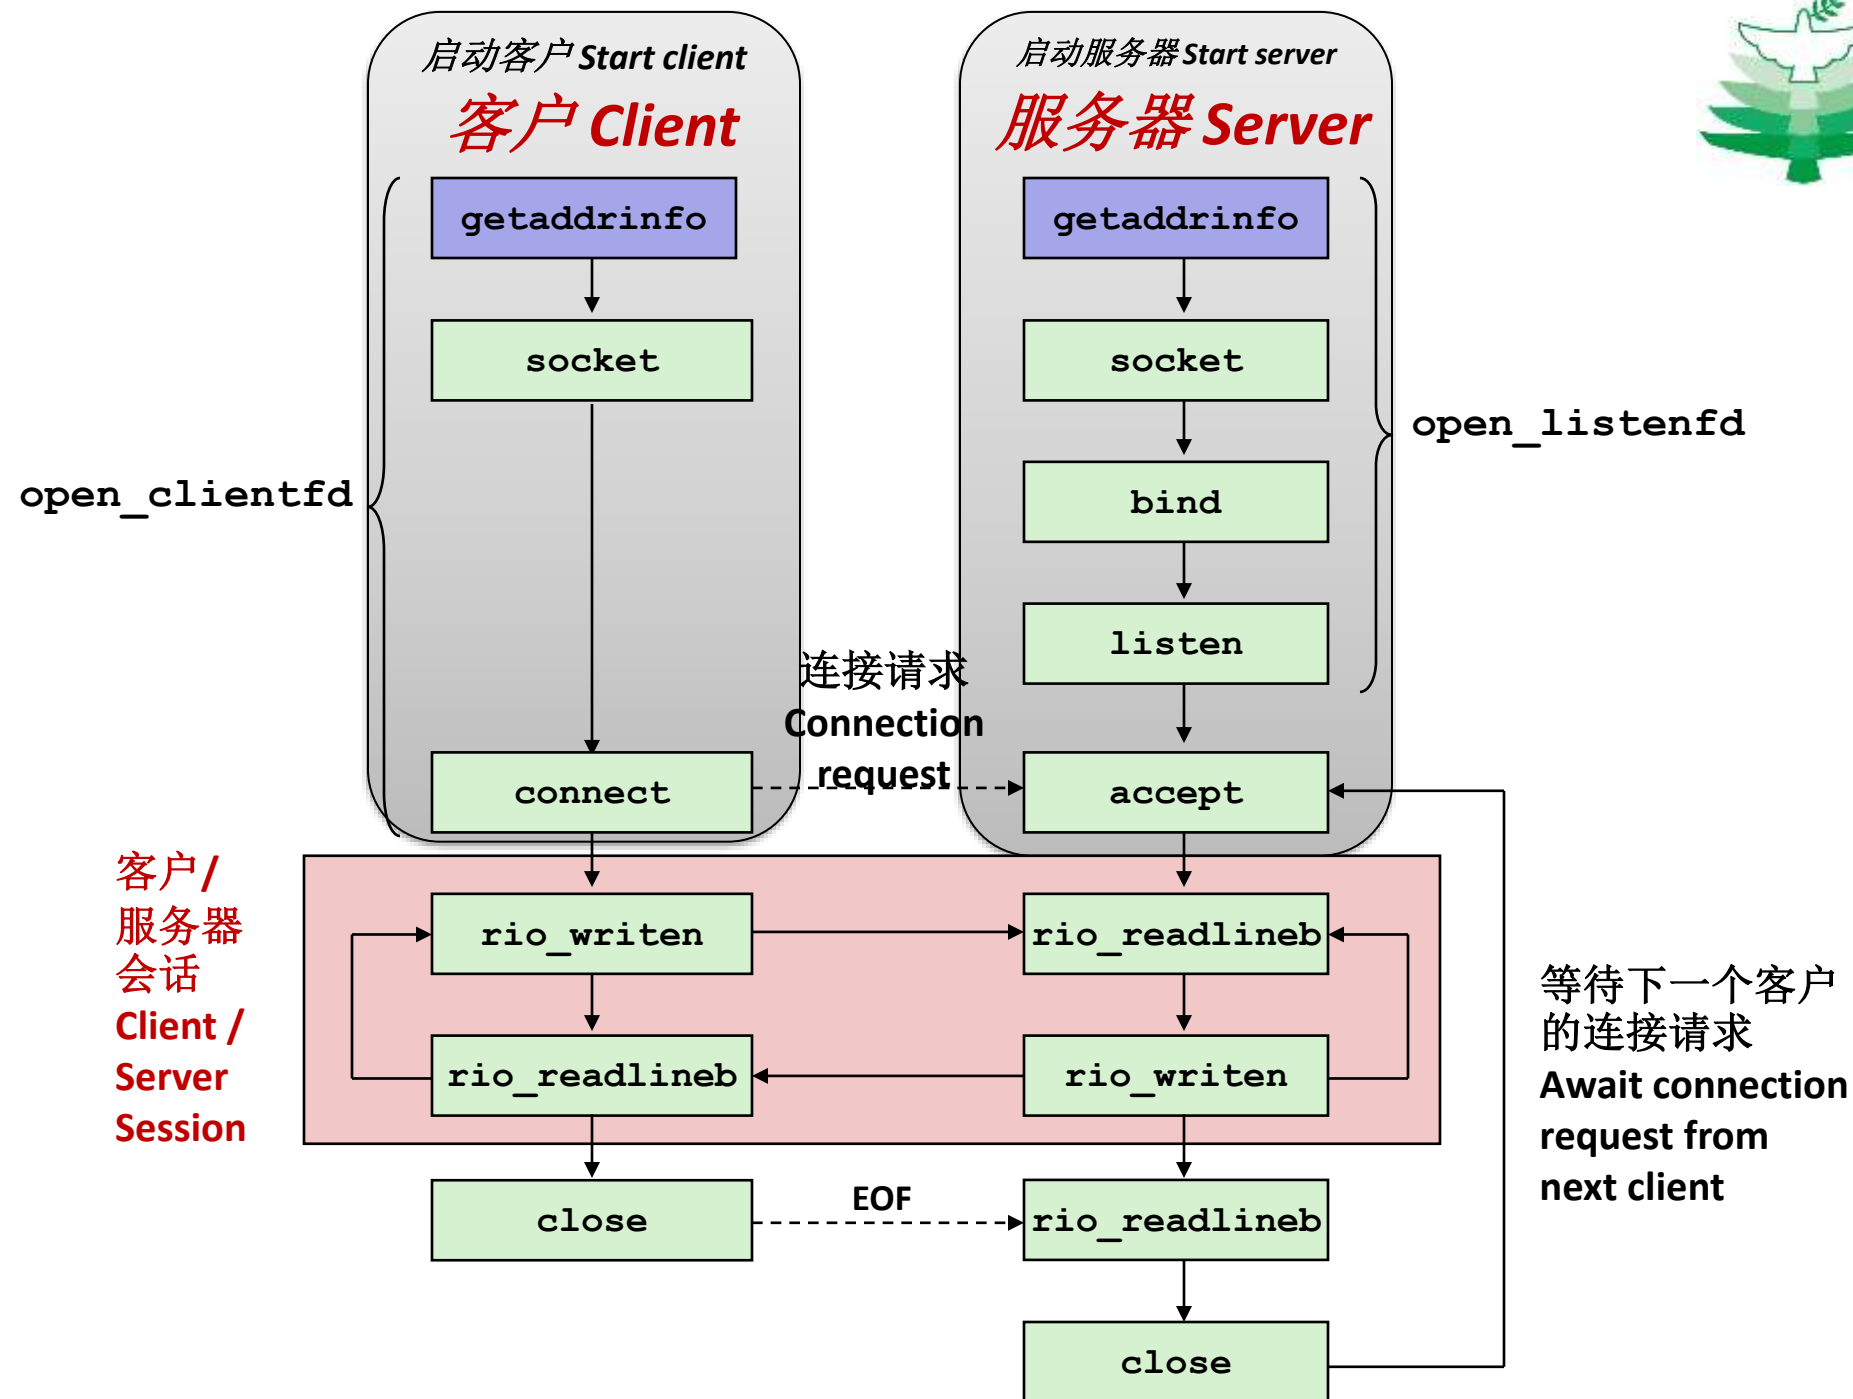 启动客户 Start client
客户 Client
启动服务器 Start server
服务器 Server
getaddrinfo
getaddrinfo
socket
socket
open_listenfd
open_clientfd
bind
listen
连接请求
Connection
request
connect
accept
客户/
服务器
会话
Client /
Server
Session
rio_writen
rio_readlineb
rio_readlineb
rio_writen
等待下一个客户
的连接请求
Await connection
request from
next client
close
EOF
rio_readlineb
close